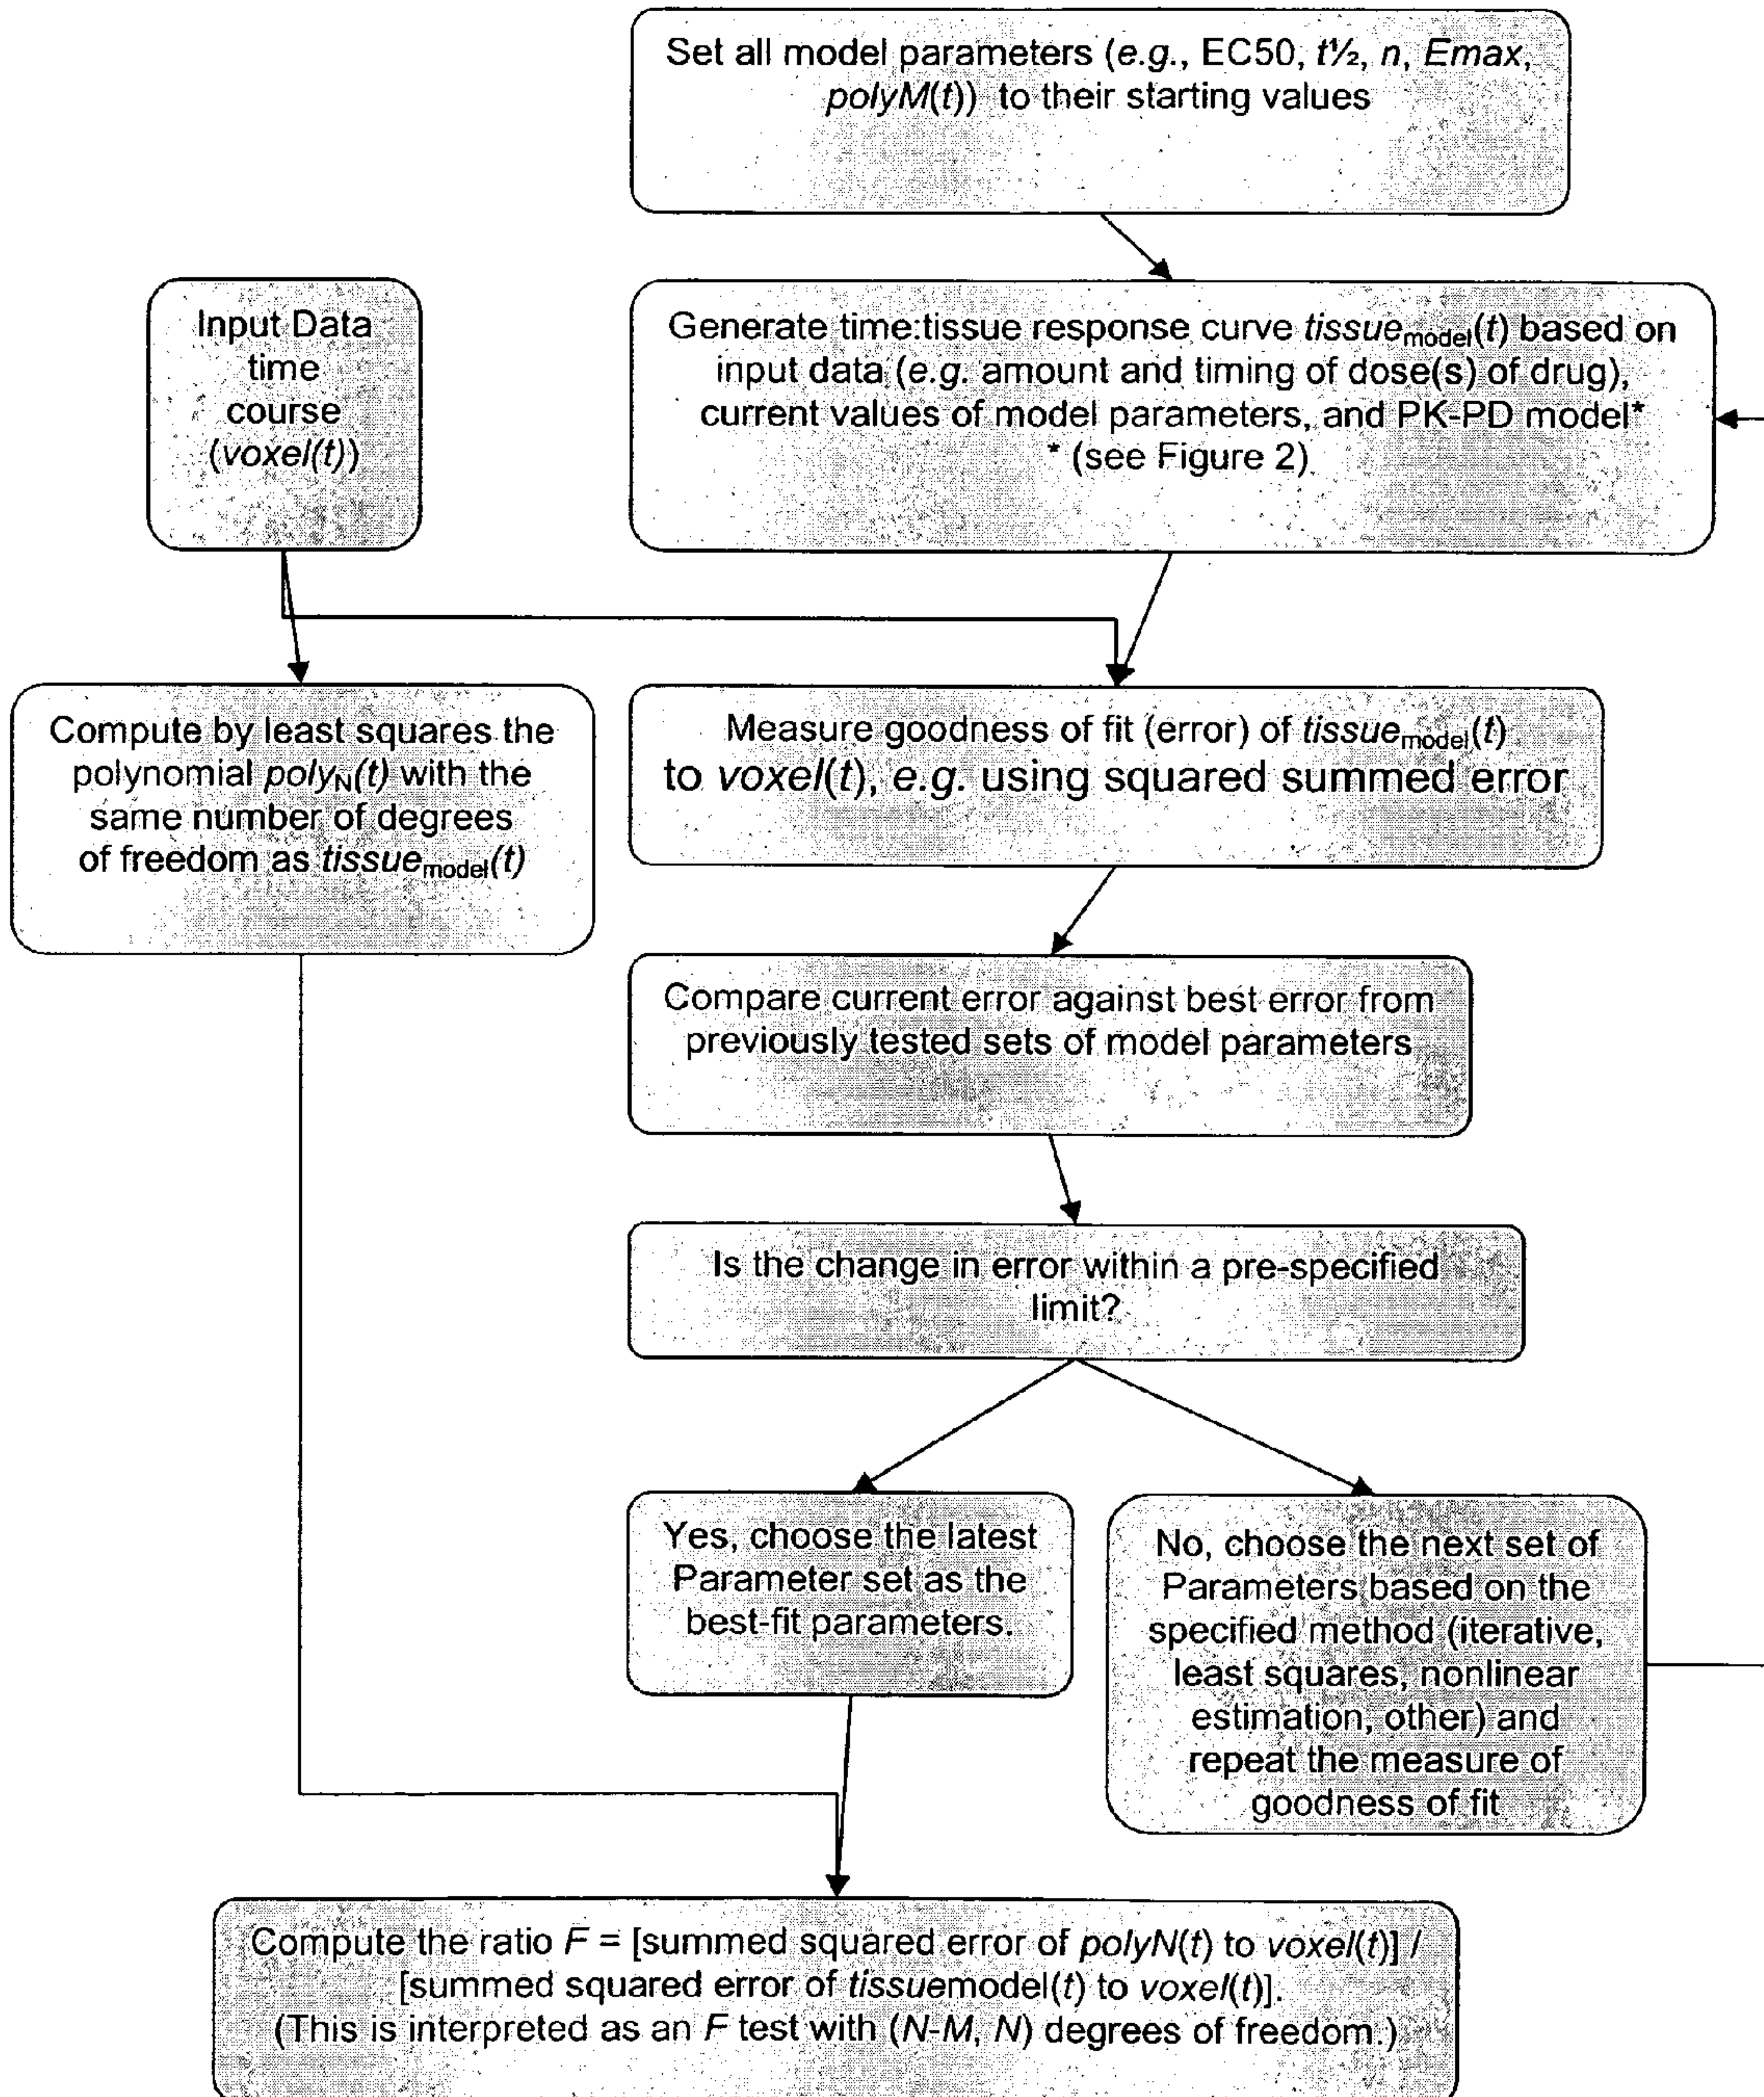 Set all model parameters (e.g., EC50, t½, n, Emax,
polyM(t)) to their starting values
Input Data
time
course
(voxel(t))
Generate time:tissue response curve tissuemodel(t) based on
input data (e.g. amount and timing of dose(s) of drug),
current values of model parameters, and PK-PD model*
* (see Figure 2)
Compute by least squares the
polynomial polyN(t) with the
same number of degrees
of freedom as tissuemodel(t)
Measure goodness of fit (error) of tissuemodel(t)
to voxel(t), e.g. using squared summed error
Compare current error against best error from
previously tested sets of model parameters
Is the change in error within a pre-specified
limit?
Yes, choose the latest
Parameter set as the
best-fit parameters.
No, choose the next set of
Parameters based on the
specified method (iterative,
least squares, nonlinear
estimation, other) and
repeat the measure of
goodness of fit
Compute the ratio F = [summed squared error of polyN(t) to voxel(t)] /
[summed squared error of tissuemodel(t) to voxel(t)].
(This is interpreted as an F test with (N-M, N) degrees of freedom.)